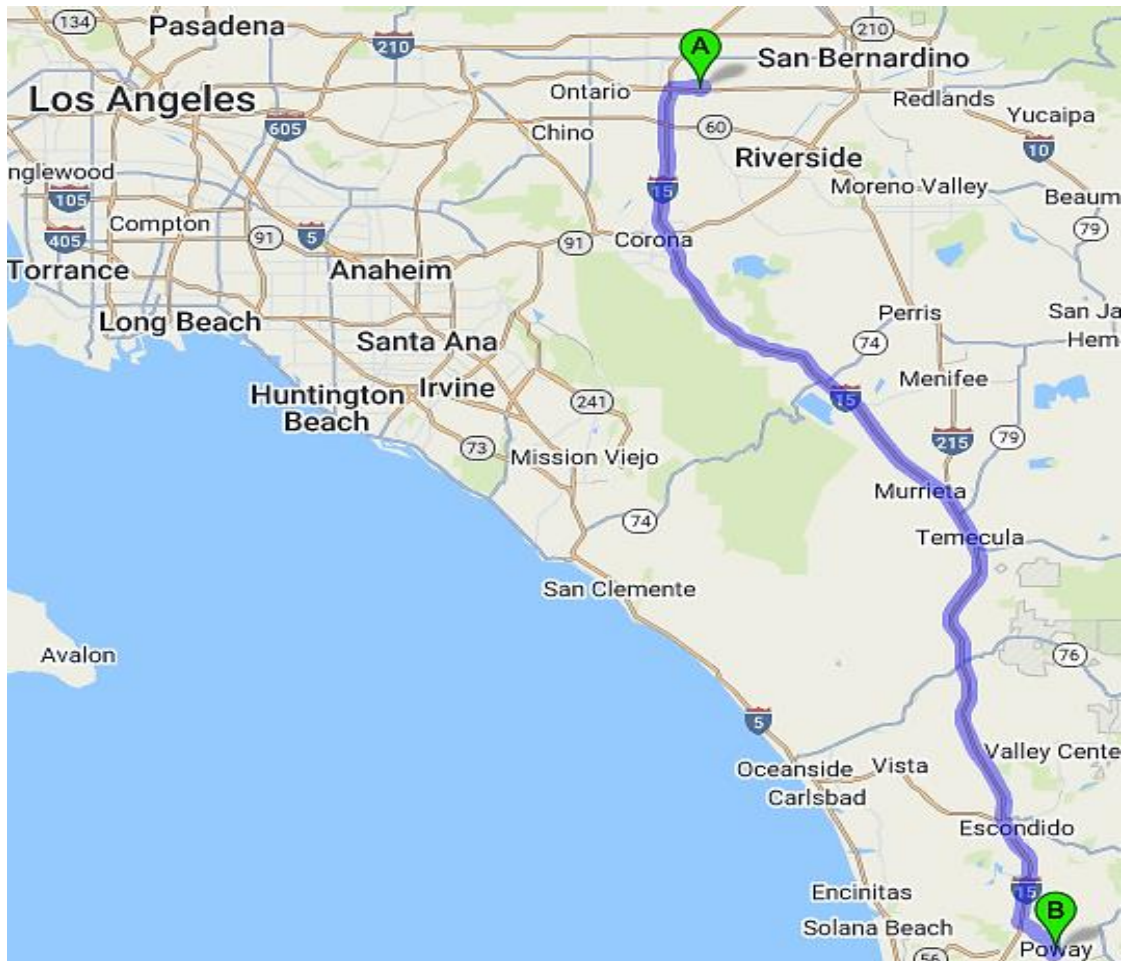 134
Pasadena
210
210
A
San Bernardino
Los Angeles
Ontario
Redlands
605
Chino
60
Yucaipa
10
nglewood
Riverside
105
15
Moreno Valley
Beaum
Compton
405
91
5
91
Corona
79
Torrance
Anaheim
Long Beach
Perris
San Ja
Santa Ana
74
Hem
Huntington
Beach
Irvine
241
15
Menifee
73
Mission Viejo
215
79
Murrieta
74
Temecula
San Clemente
Avalon
76
5
Valley Cente
Oceanside
Vista
Carlsbad
Escondido
Encinitas
15
B
Solana Beach
56
Poway